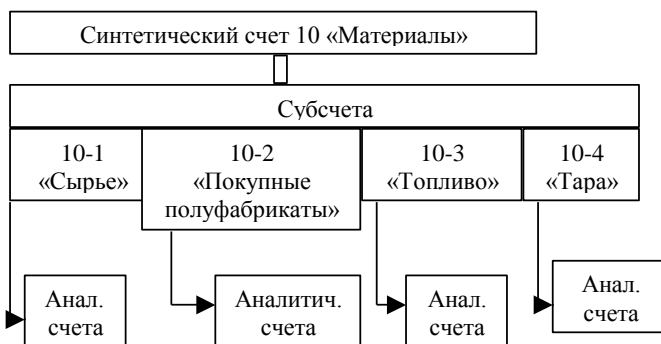 Синтетический счет 10 «Материалы»
Субсчета
10-1
«Сырье»
10-2
«Покупные
полуфабрикаты»
10-3
«Топливо»
10-4
«Тара»
Анал.
счета
Аналитич.
счета
Анал.
счета
Анал.
счета